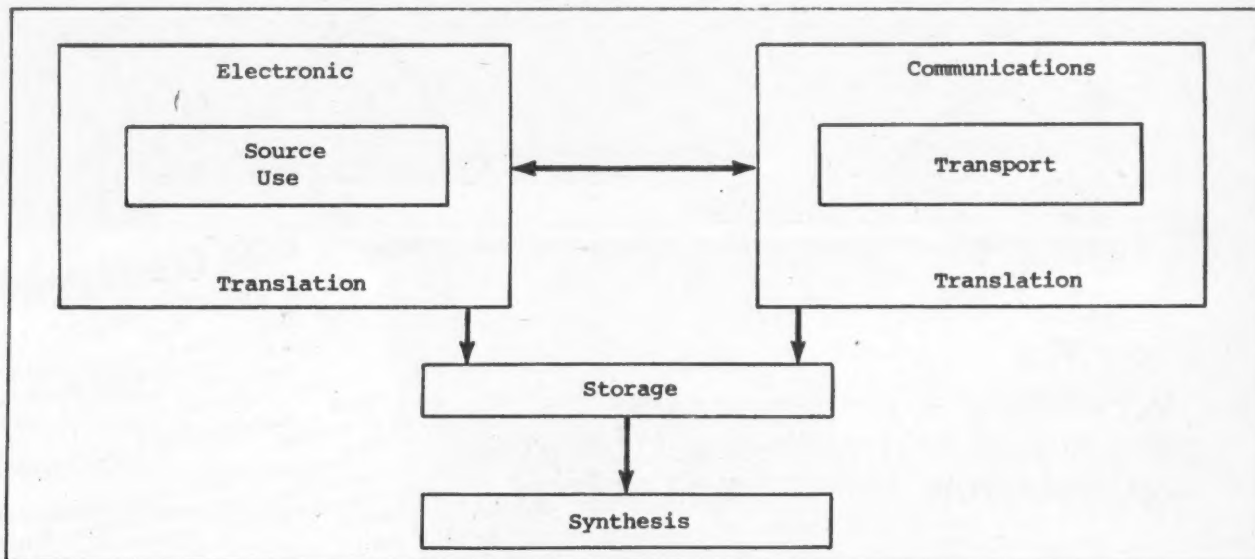 Electronic
Source
Use
Translation
Communications
Transport
Translation
Storage
Synthesis